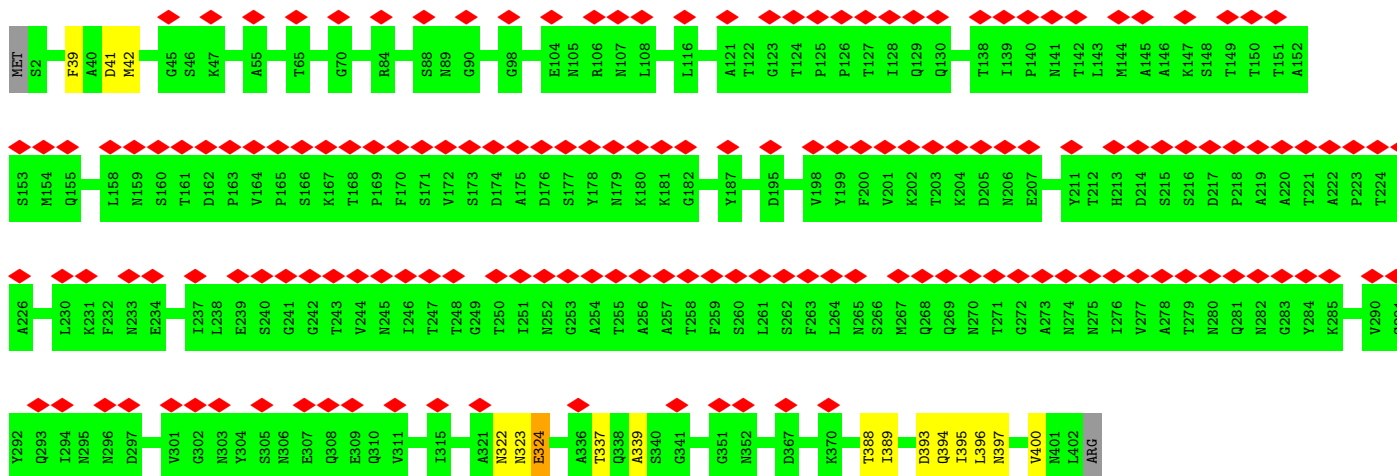 MET S2 F39 A40 D41 M42 G45 S46 K47 A55 T65 G70 R84 S88 N89 G90 G98 E104 N105 R106 N107 L108 L116 A121 T122 G123 T124 P125 P126 T127 I128 Q129 Q130 T138 I139 P140 N141 T142 L143 M144 A145 A146 K147 S148 T149 T150 T151 A152
S153 M154 Q155 L158 N159 S160 T161 D162 P163 V164 P165 S166 K167 T168 P169 F170 S171 V172 S173 D174 A175 D176 S177 Y178 N179 K180 K181 G182 Y187 D195 V198 Y199 F200 V201 K202 T203 K204 D205 N206 E207 Y211 T212 H213 D214 S215 S216 D217 P218 A219 A220 T221 A222 P223 T224
A226 L230 K231 F232 N233 E234 I237 L238 E239 S240 G241 G242 T243 V244 N245 I246 T247 T248 G249 T250 I251 N252 G253 A254 T255 A256 A257 T258 F259 S260 L261 S262 F263 L264 N265 S266 M267 Q268 Q269 N270 T271 G272 A273 N274 N275 I276 V277 A278 T279 N280 Q281 N282 G283 Y284 K285 V290
Y292 Q293 I294 N295 N296 D297 V301 G302 N303 Y304 S305 N306 E307 Q308 E309 Q310 V311 I315 A321 N322 N323 E324 A336 T337 Q338 A339 S340 G341 G351 N352 D367 K370 T388 I389 D393 Q394 I395 L396 N397 V400 N401 L402 ARG